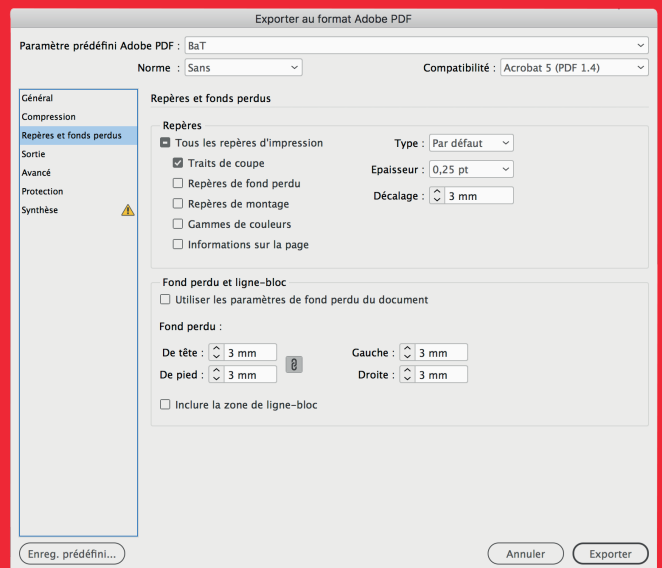 Exporter au format Adobe PDF
Paramètre prédéfini Adobe PDF : BaT
Norme : Sans Compatibilité : Acrobat 5 (PDF 1.4)
Général
Compression
Repères et fonds perdus
Sortie
Avancé
Protection
Synthèse
Repères et fonds perdus
Repères
Tous les repères d'impression Type : Par défaut
Traits de coupe Epaisseur : 0,25 pt
Repères de fond perdu Décalage : 3 mm
Repères de montage
Gammes de couleurs
Informations sur la page
Fond perdu et ligne-bloc
Utiliser les paramètres de fond perdu du document
Fond perdu :
De tête : 3 mm Gauche : 3 mm
De pied : 3 mm Droite : 3 mm
Inclure la zone de ligne-bloc
Enreg. prédéfini... Annuler Exporter